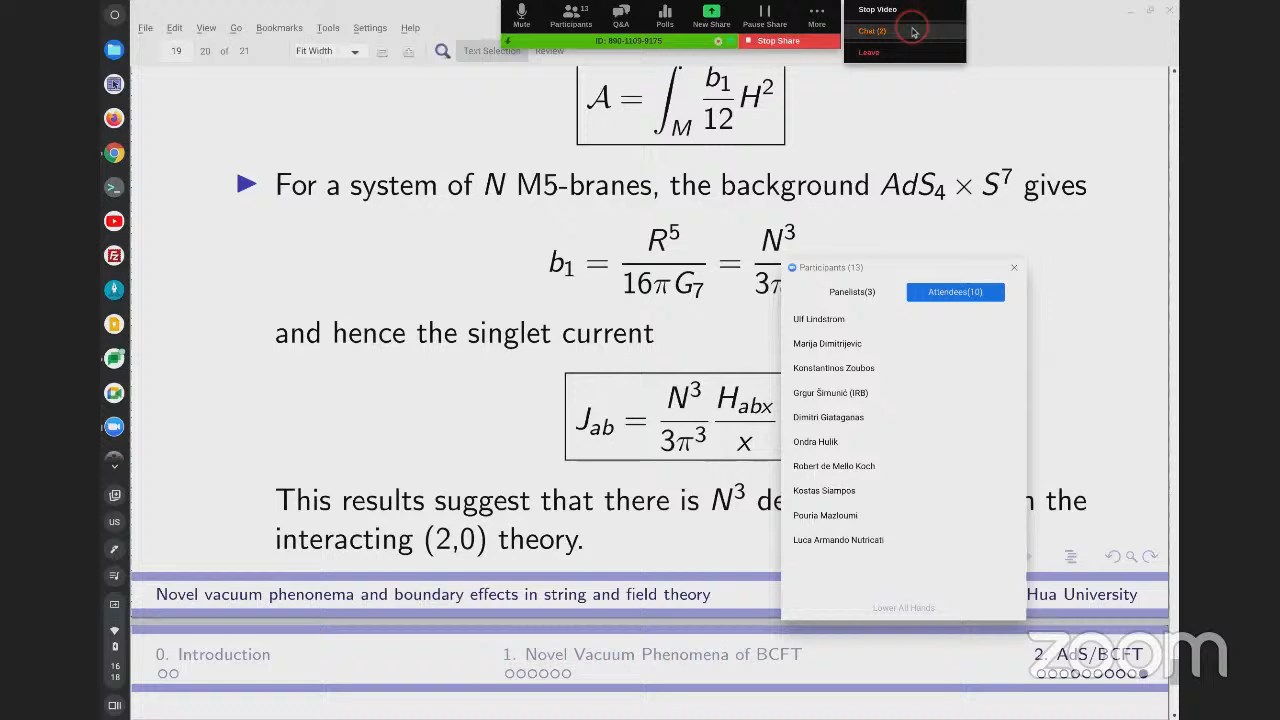 File Edit View Go Bookmarks Tools Settings Help
Mute Participants 13 Q&A Polls New Share Pause Share More
Stop Video
Chat (2)
Leave
ID: 890-1109-9175 Stop Share
19 20 of 21 Fit Width Text Selection Review
𝒜 = ∫_M b₁/12 H²
For a system of N M5-branes, the background AdS₄ × S⁷ gives
b₁ = R⁵/16πG₇ = N³/3π
and hence the singlet current
J_ab = N³/3π³ H_abx/x
This results suggest that there is N³ de n the
interacting (2,0) theory.
Participants (13)
Panelists(3) Attendees(10)
Ulf Lindstrom
Marija Dimitrijevic
Konstantinos Zoubos
Grgur Šimunić (IRB)
Dimitri Giataganas
Ondra Hulik
Robert de Mello Koch
Kostas Siampos
Pouria Mazloumi
Luca Armando Nutricati
Lower All Hands
Novel vacuum phenonema and boundary effects in string and field theory Hua University
0. Introduction 1. Novel Vacuum Phenomena of BCFT 2. AdS/BCFT
zoom
US
16
18